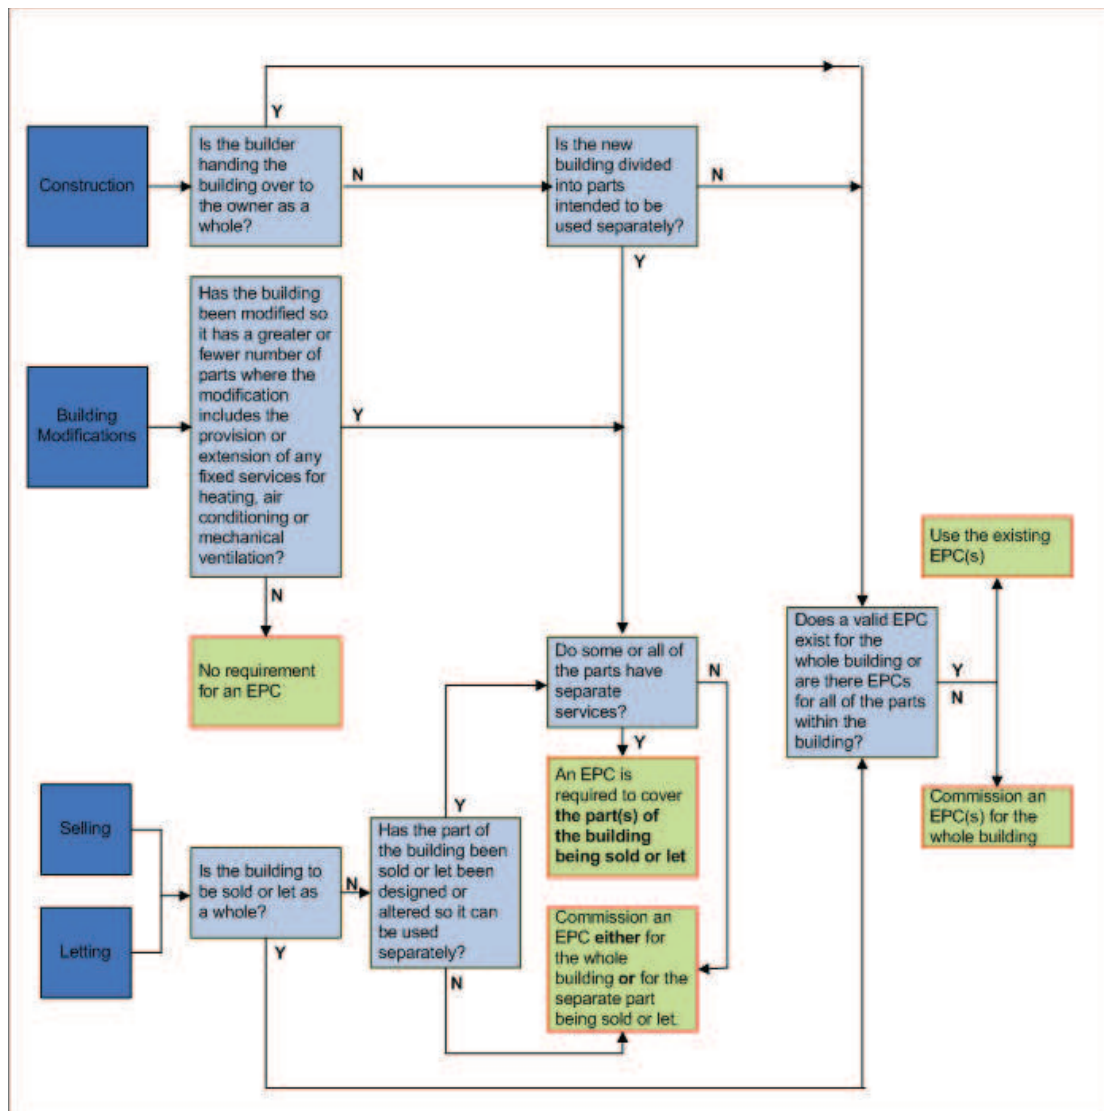 Y
Construction
Is the builder
handing the
building over to
the owner as a
whole?
N
Is the new
building divided
into parts
intended to be
used separately?
N
Y
Building
Modifications
Has the building
been modified so
it has a greater or
fewer number of
parts where the
modification
includes the
provision or
extension of any
fixed services for
heating, air
conditioning or
mechanical
ventilation?
Y
N
No requirement
for an EPC
Do some or all of
the parts have
separate
services?
N
Y
Does a valid EPC
exist for the
whole building or
are there EPCs
for all of the parts
within the
building?
Y
N
Use the existing
EPC(s)
Commission an
EPC(s) for the
whole building
An EPC is
required to cover
the part(s) of
the building
being sold or let
Selling
Letting
Is the building to
be sold or let as
a whole?
N
Y
Has the part of
the building been
sold or let been
designed or
altered so it can
be used
separately?
Y
N
Commission an
EPC either for
the whole
building or for the
separate part
being sold or let.